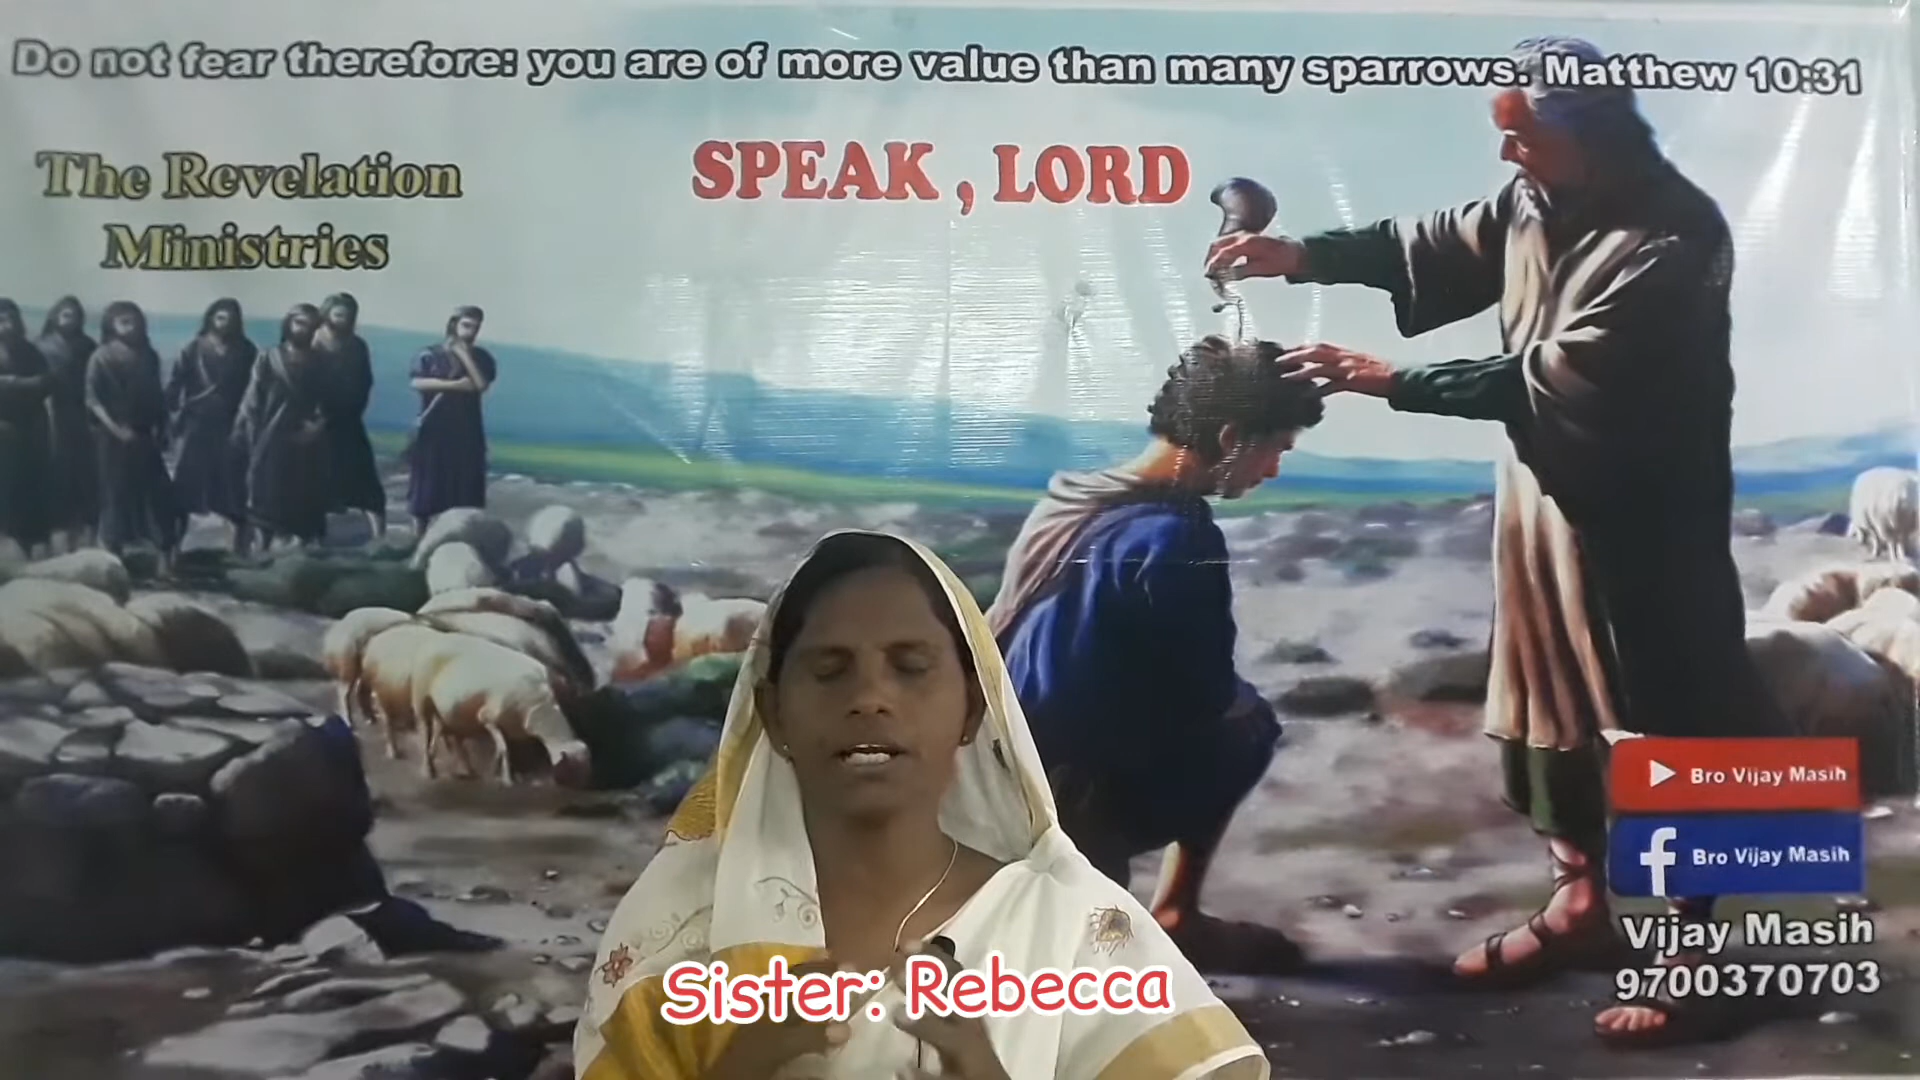 Do not fear therefore: you are of more value than many sparrows. Matthew 10:31
The Revelation
Ministries
SPEAK , LORD
Bro Vijay Masih
Bro Vijay Masih
Vijay Masih
9700370703
Sister: Rebecca